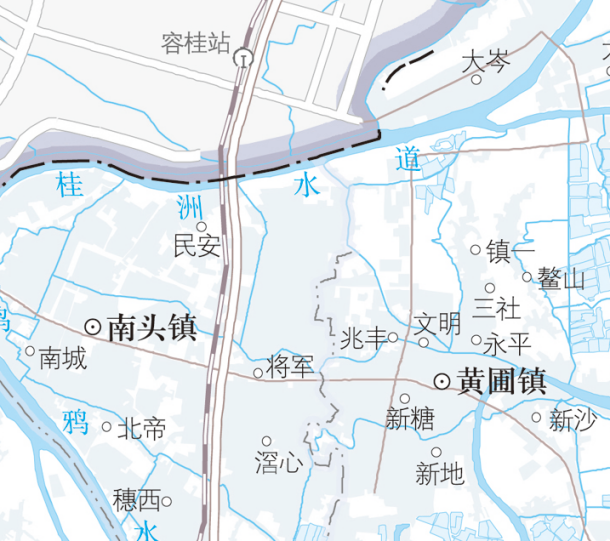 容桂站
大岑
桂
洲
水
道
民安
镇一
鳌山
三社
南头镇
兆丰
文明
永平
南城
将军
黄圃镇
鸦
北帝
新糖
新沙
滘心
新地
穗西
水